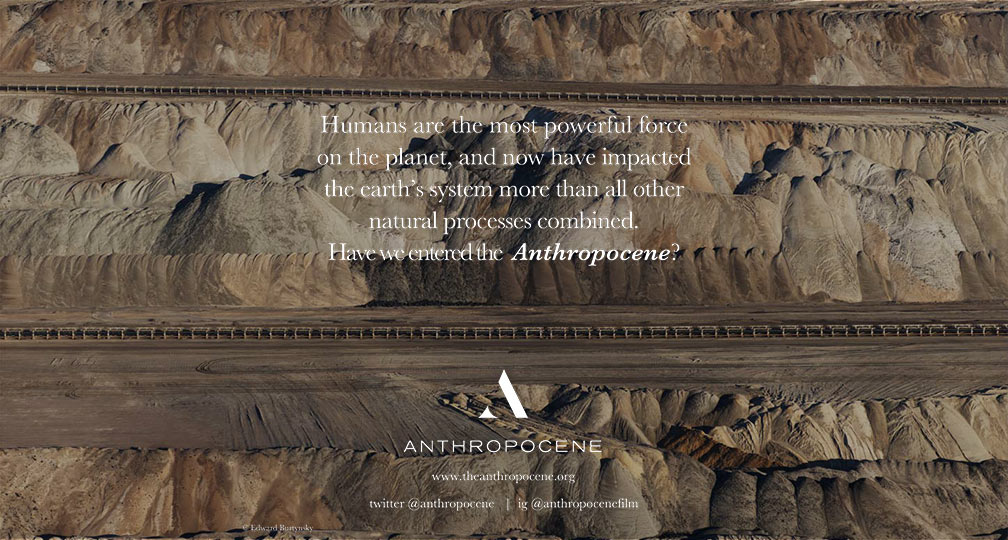 Humans are the most powerful force
on the planet, and now have impacted
the earth's system more than all other
natural processes combined.
Have we entered the Anthropocene?
ANTHROPOCENE
www.theanthropocene.org
twitter @anthropocene | ig @anthropocenefilm
© Edward Burtynsky